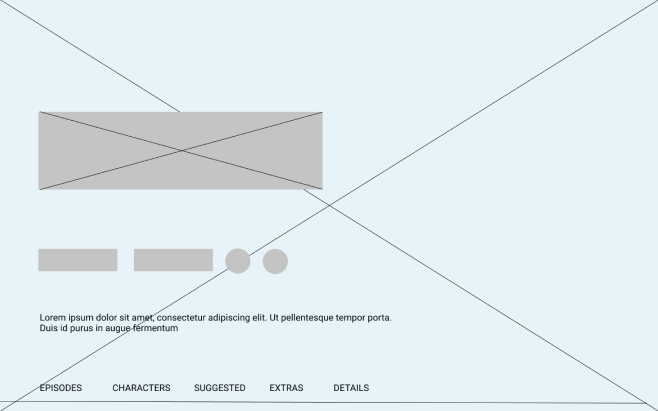 Lorem ipsum dolor sit amet, consectetur adipiscing elit. Ut pellentesque tempor porta.
Duis id purus in augue fermentum
EPISODES CHARACTERS SUGGESTED EXTRAS DETAILS